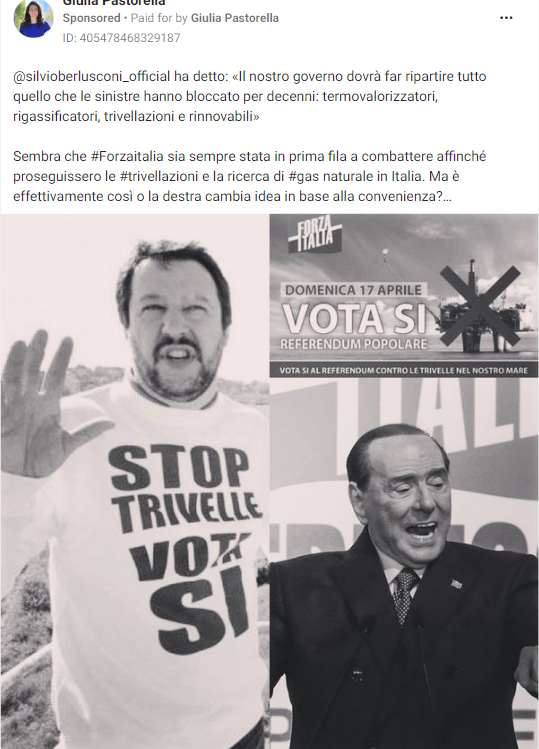 Giulia Pastorella
Sponsored • Paid for by Giulia Pastorella
ID: 405478468329187
@silvioberlusconi_official ha detto: «Il nostro governo dovrà far ripartire tutto
quello che le sinistre hanno bloccato per decenni: termovalorizzatori,
rigassificatori, trivellazioni e rinnovabili»
Sembra che #Forzaitalia sia sempre stata in prima fila a combattere affinché
proseguissero le #trivellazioni e la ricerca di #gas naturale in Italia. Ma è
effettivamente così o la destra cambia idea in base alla convenienza?...
FORZA
ITALIA
DOMENICA 17 APRILE
VOTA SI
REFERENDUM POPOLARE
VOTA SI AL REFERENDUM CONTRO LE TRIVELLE NEL NOSTRO MARE
STOP
TRIVELLE
VOTA
SI